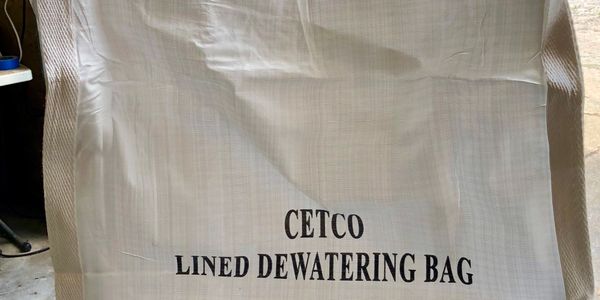 CETCO
LINED DEWATERING BAG